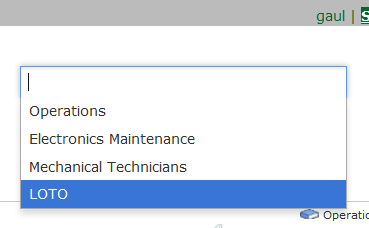 gaul | S
Operations
Electronics Maintenance
Mechanical Technicians
LOTO
Operatio